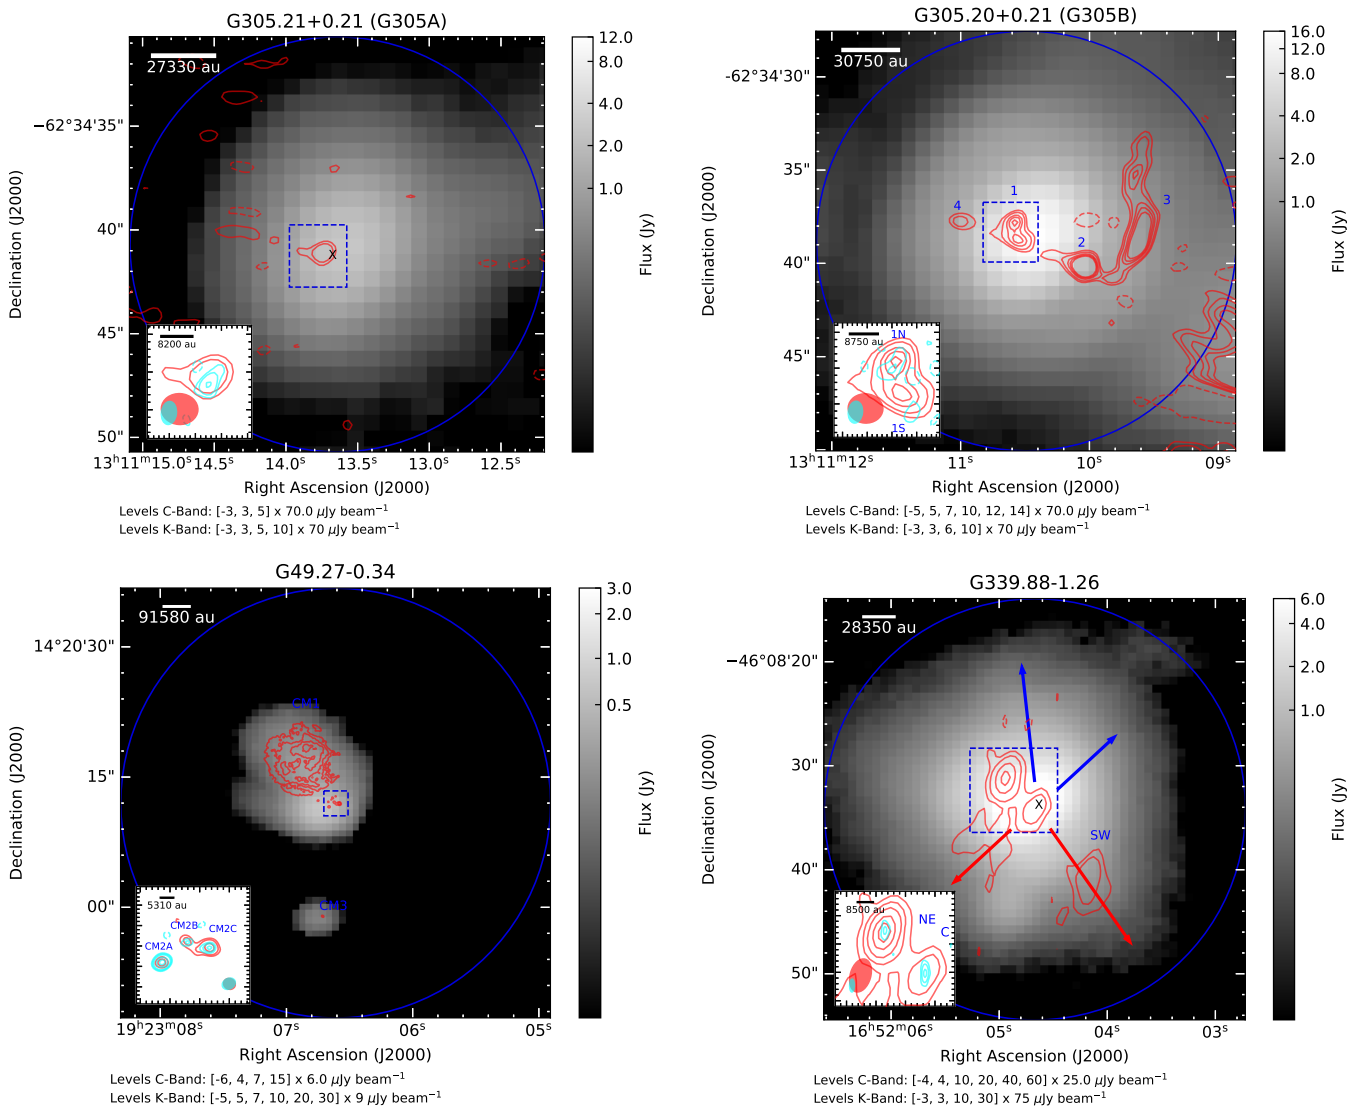 G305.21+0.21 (G305A)
27330 au
12.0
8.0
4.0
2.0
1.0
Flux (Jy)
−62°34'35"
40"
45"
50"
Declination (J2000)
X
8200 au
13ʰ11ᵐ15.0ˢ 14.5ˢ 14.0ˢ 13.5ˢ 13.0ˢ 12.5ˢ
Right Ascension (J2000)
Levels C-Band: [-3, 3, 5] x 70.0 μJy beam⁻¹
Levels K-Band: [-3, 3, 5, 10] x 70 μJy beam⁻¹
G305.20+0.21 (G305B)
30750 au
16.0
12.0
8.0
4.0
2.0
1.0
Flux (Jy)
-62°34'30"
35"
40"
45"
Declination (J2000)
1
4
3
2
1N
8750 au
1S
13ʰ11ᵐ12ˢ 11ˢ 10ˢ 09ˢ
Right Ascension (J2000)
Levels C-Band: [-5, 5, 7, 10, 12, 14] x 70.0 μJy beam⁻¹
Levels K-Band: [-3, 3, 6, 10] x 70 μJy beam⁻¹
G49.27-0.34
91580 au
3.0
2.0
1.0
0.5
Flux (Jy)
14°20'30"
15"
00"
Declination (J2000)
CM1
CM3
5310 au
CM2B
CM2C
CM2A
19ʰ23ᵐ08ˢ 07ˢ 06ˢ 05ˢ
Right Ascension (J2000)
Levels C-Band: [-6, 4, 7, 15] x 6.0 μJy beam⁻¹
Levels K-Band: [-5, 5, 7, 10, 20, 30] x 9 μJy beam⁻¹
G339.88-1.26
28350 au
6.0
4.0
2.0
1.0
Flux (Jy)
−46°08'20"
30"
40"
50"
Declination (J2000)
X
SW
8500 au
NE
C
16ʰ52ᵐ06ˢ 05ˢ 04ˢ 03ˢ
Right Ascension (J2000)
Levels C-Band: [-4, 4, 10, 20, 40, 60] x 25.0 μJy beam⁻¹
Levels K-Band: [-3, 3, 10, 30] x 75 μJy beam⁻¹